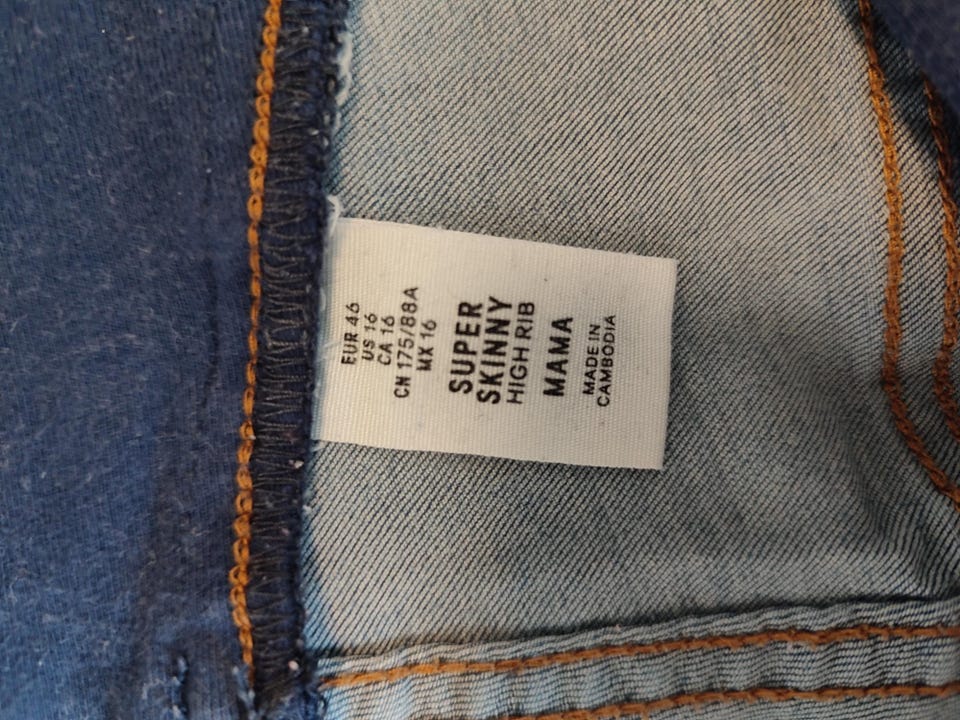 EUR 46
US 16
CA 16
CN 175/88A
MX 16
SUPER
SKINNY
HIGH RIB
MAMA
MADE IN
CAMBODIA